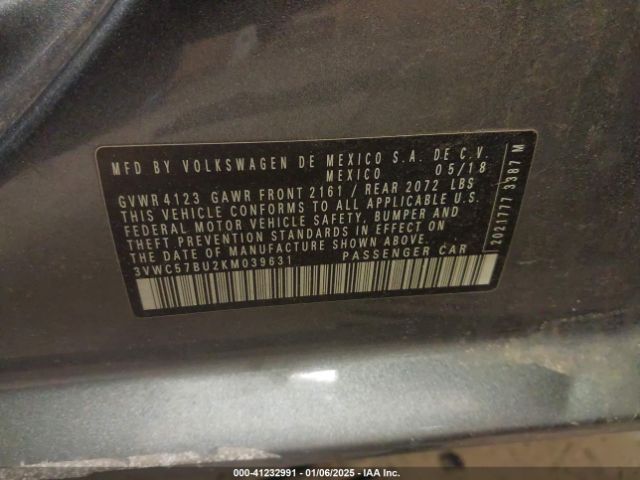 MFD BY VOLKSWAGEN DE MEXICO S.A. DE C.V.
MEXICO 05/18
GVWR 4123 GAWR FRONT 2161 / REAR 2072 LBS
THIS VEHICLE CONFORMS TO ALL APPLICABLE U.S.
FEDERAL MOTOR VEHICLE SAFETY, BUMPER AND
THEFT PREVENTION STANDARDS IN EFFECT ON
THE DATE OF MANUFACTURE SHOWN ABOVE.
3VWC57BU2KM039631 PASSENGER CAR
2021777 3387 M
000-41232991 - 01/06/2025 - IAA Inc.